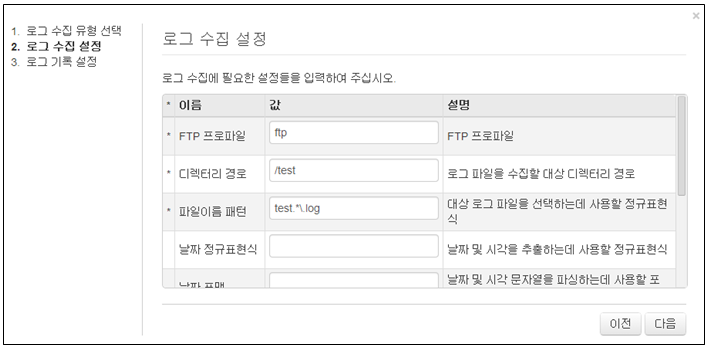 ×
1. 로그 수집 유형 선택
2. 로그 수집 설정
3. 로그 기록 설정
로그 수집 설정
로그 수집에 필요한 설정들을 입력하여 주십시오.
* 이름 값 설명
* FTP 프로파일 ftp FTP 프로파일
* 디렉터리 경로 /test 로그 파일을 수집할 대상 디렉터리 경로
* 파일이름 패턴 test.*\.log 대상 로그 파일을 선택하는데 사용할 정규표현
식
날짜 정규표현식 날짜 및 시각을 추출하는데 사용할 정규표현식
날짜 포맷 날짜 및 시각 문자열을 파싱하는데 사용할 포
이전 다음